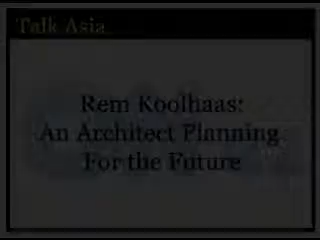 Talk Asia
Rem Koolhaas:
An Architect Planning
For the Future